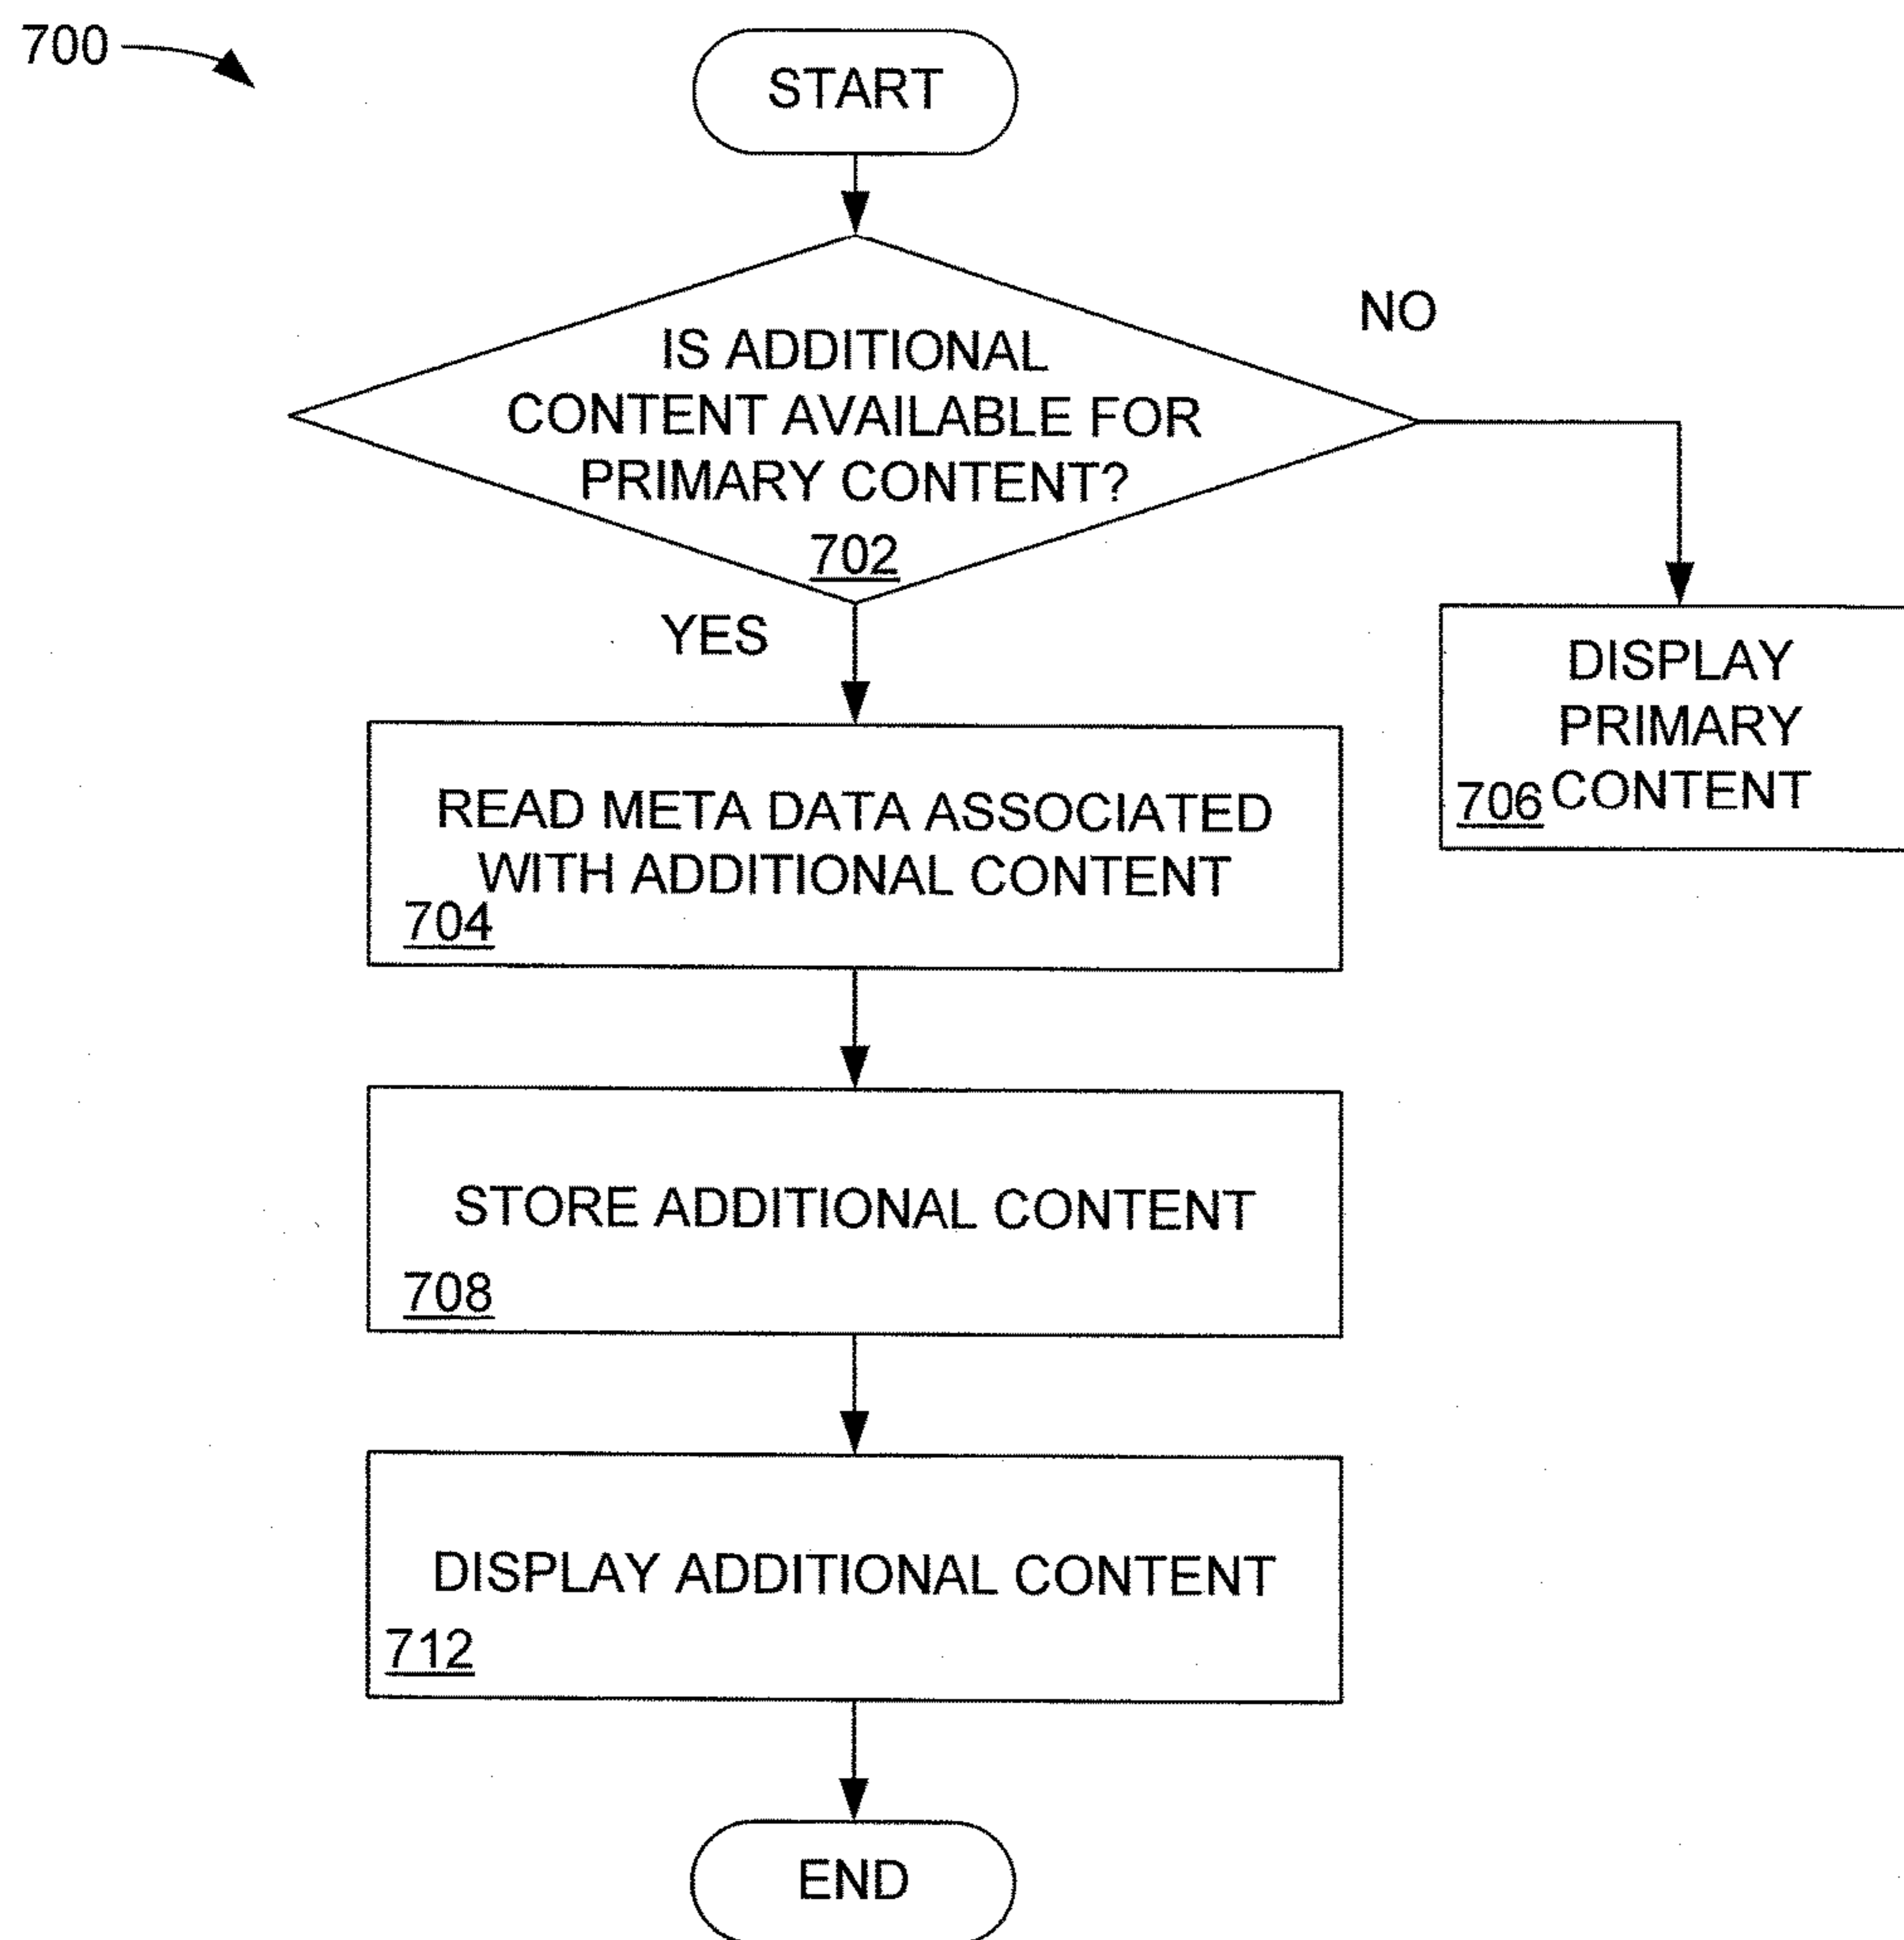 700
START
IS ADDITIONAL
CONTENT AVAILABLE FOR
PRIMARY CONTENT?
702
NO
YES
DISPLAY
PRIMARY
CONTENT
706
READ META DATA ASSOCIATED
WITH ADDITIONAL CONTENT
704
STORE ADDITIONAL CONTENT
708
DISPLAY ADDITIONAL CONTENT
712
END